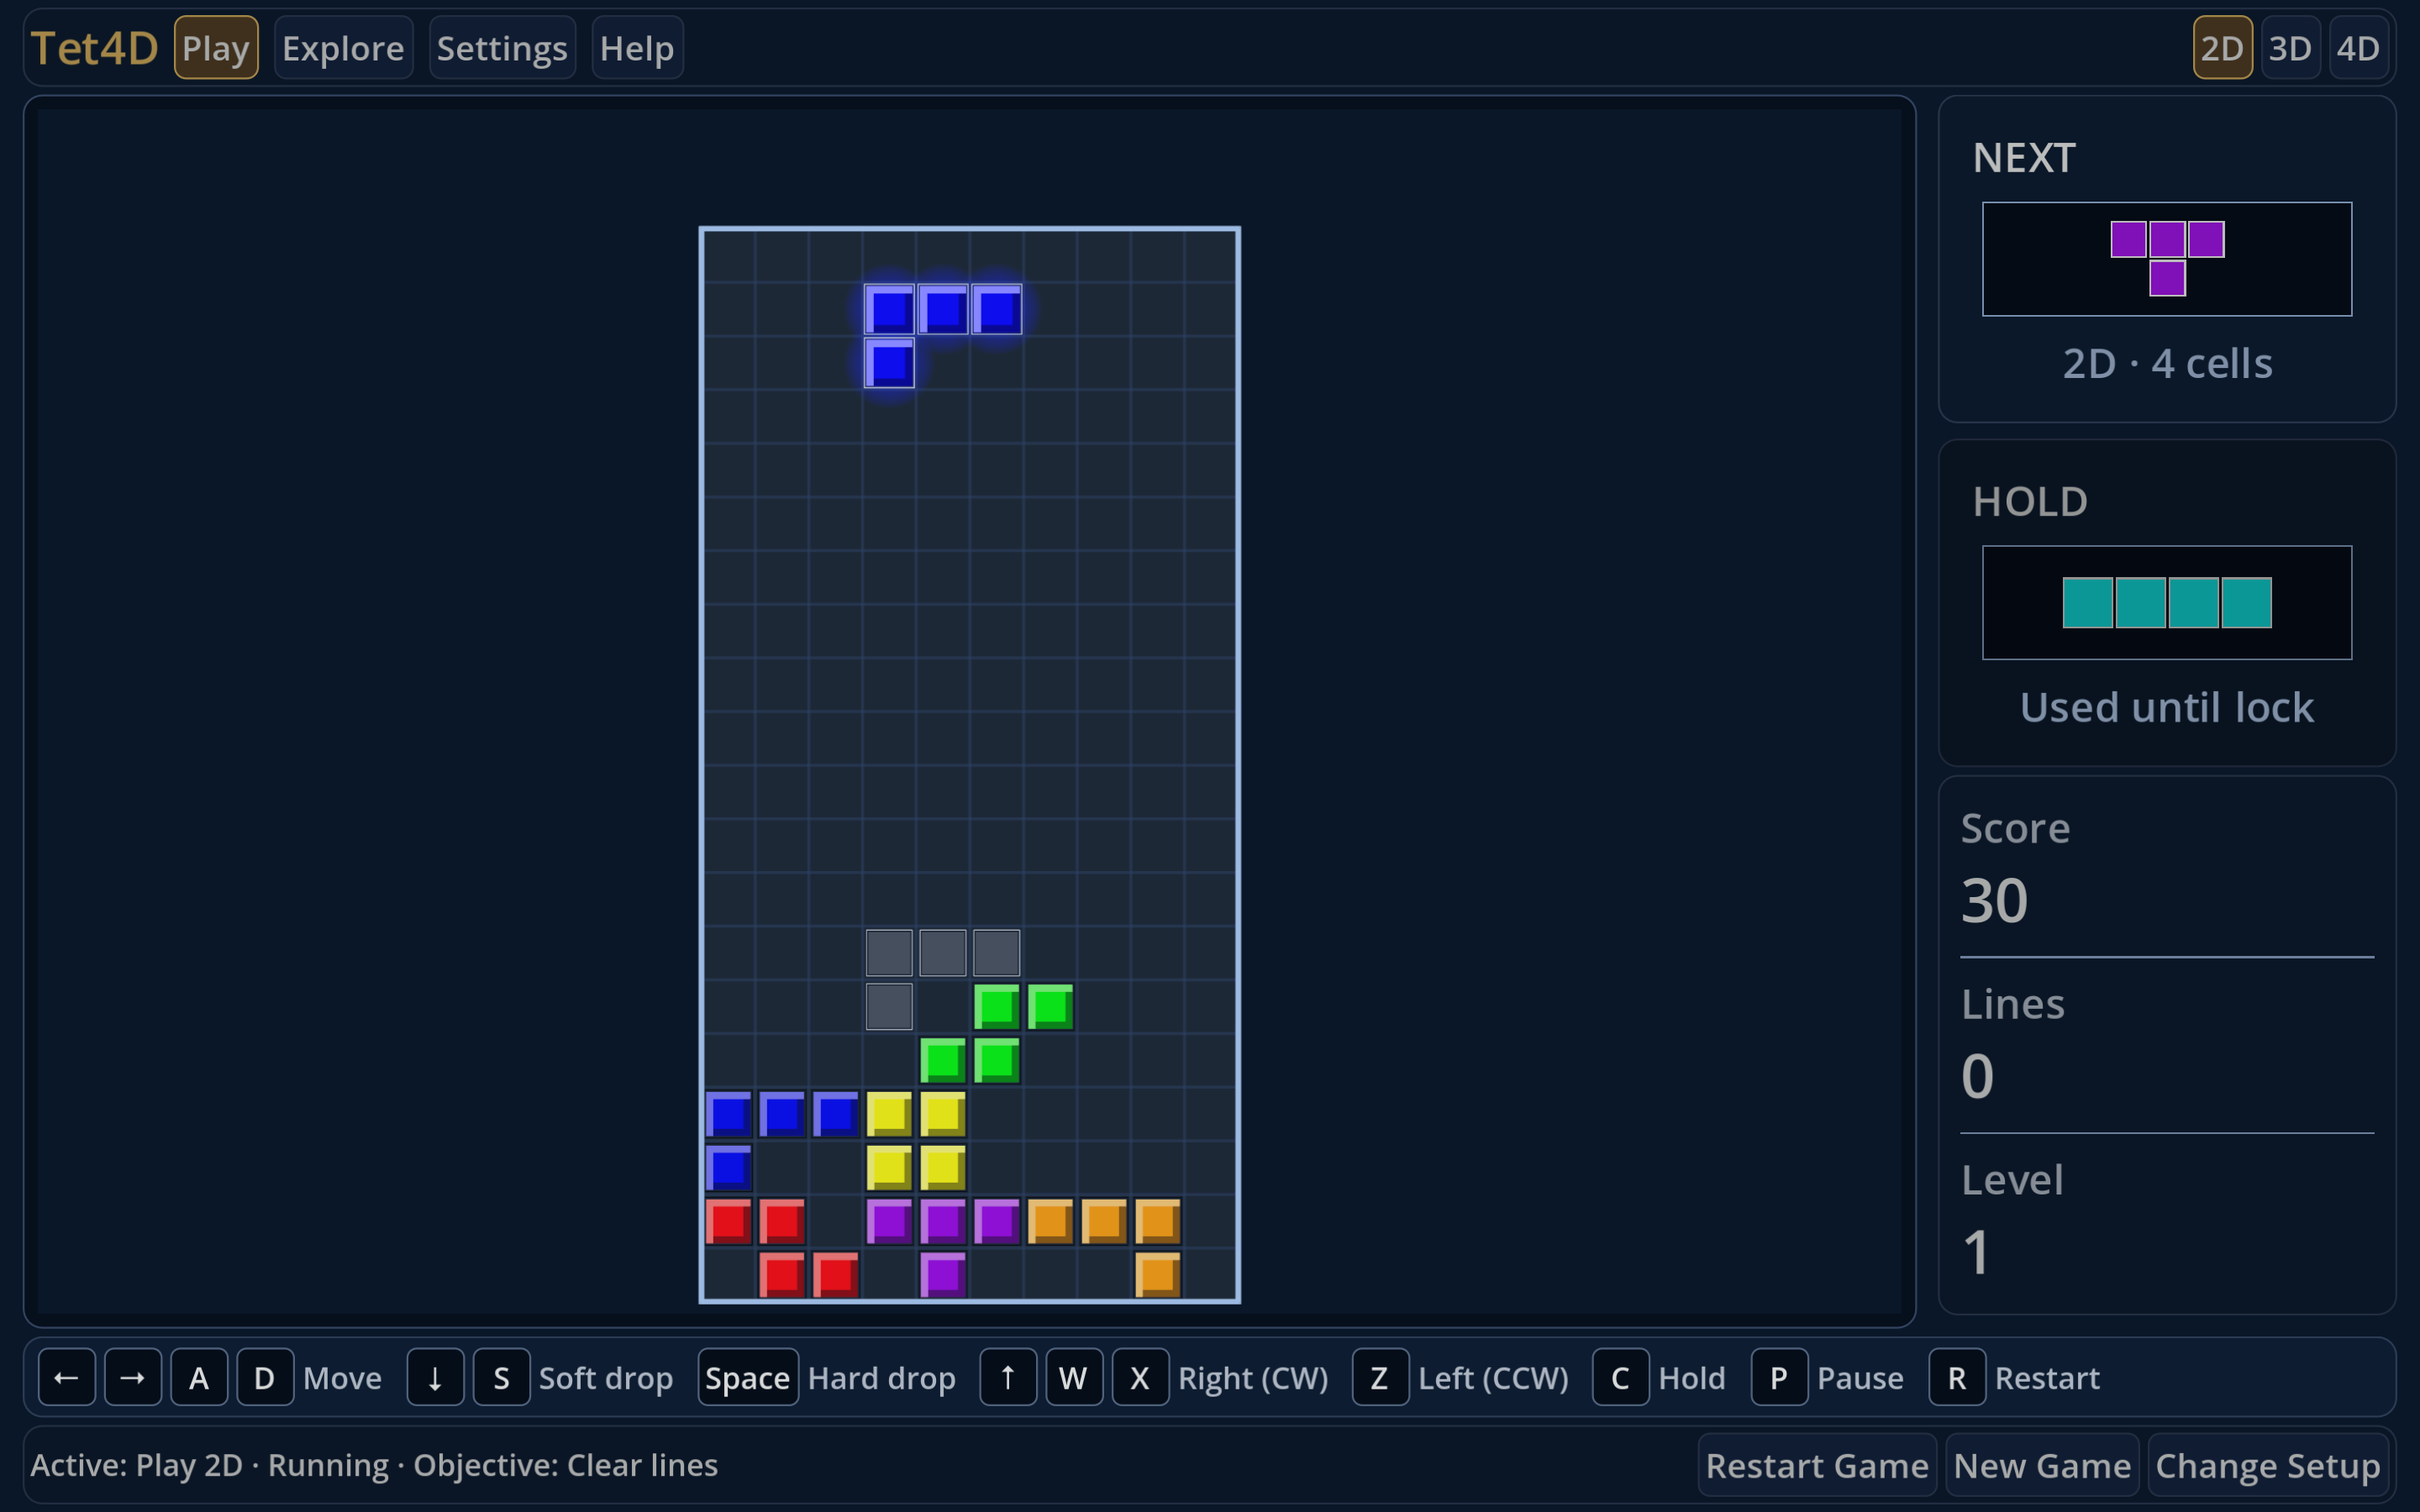 Tet4D Play Explore Settings Help 2D 3D 4D
NEXT
2D · 4 cells
HOLD
Used until lock
Score
30
Lines
0
Level
1
← → A D Move ↓ S Soft drop Space Hard drop ↑ W X Right (CW) Z Left (CCW) C Hold P Pause R Restart
Active: Play 2D · Running · Objective: Clear lines Restart Game New Game Change Setup